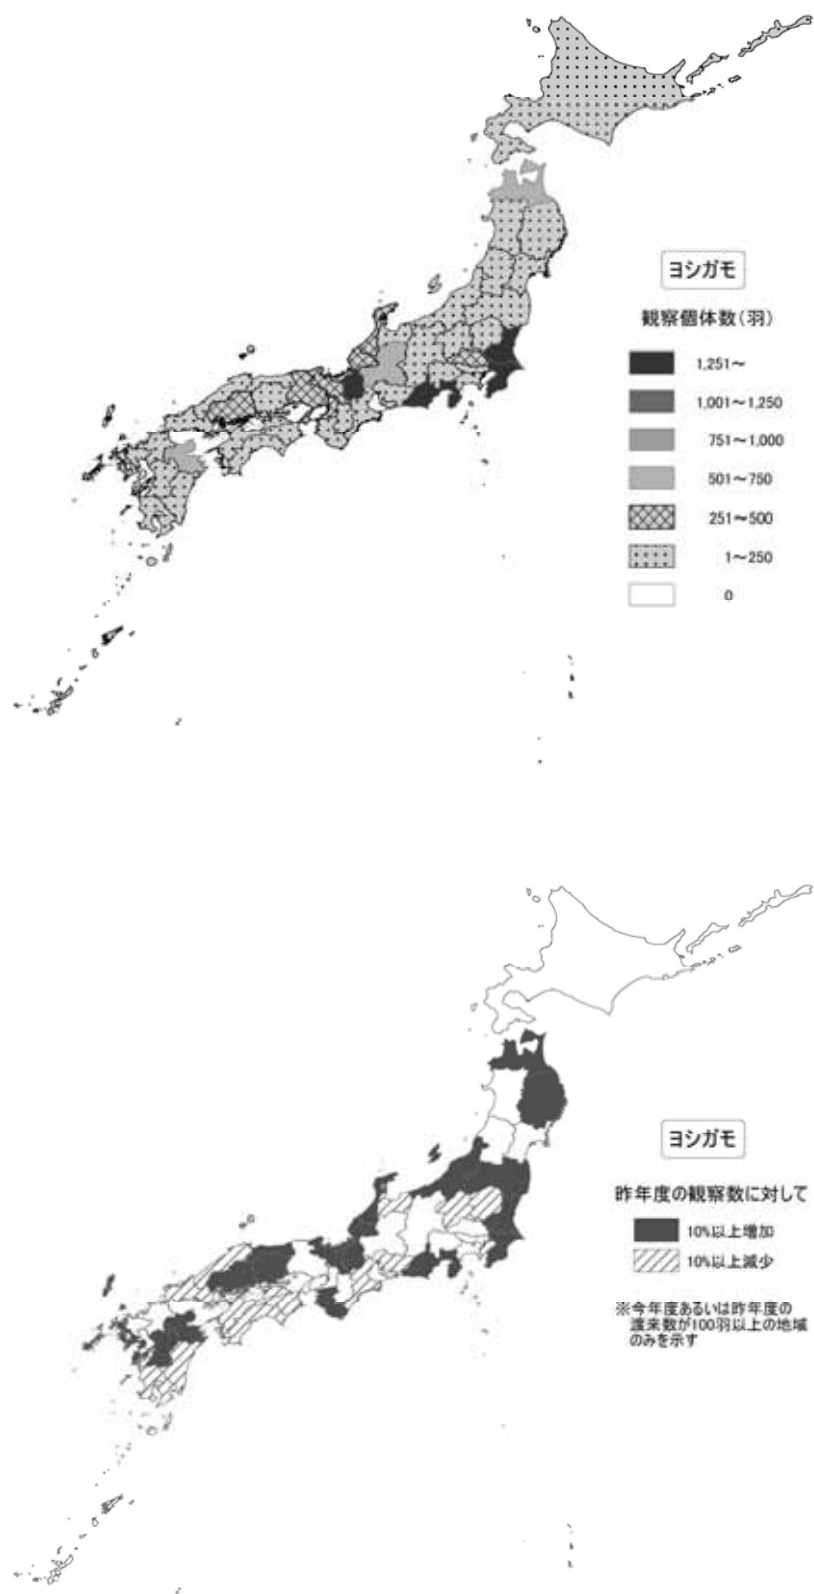 ヨシガモ
観察個体数(羽)
1,251～
1,001～1,250
751～1,000
501～750
251～500
1～250
0
ヨシガモ
昨年度の観察数に対して
10%以上増加
10%以上減少
※今年度あるいは昨年度の
渡来数が100羽以上の地域
のみを示す